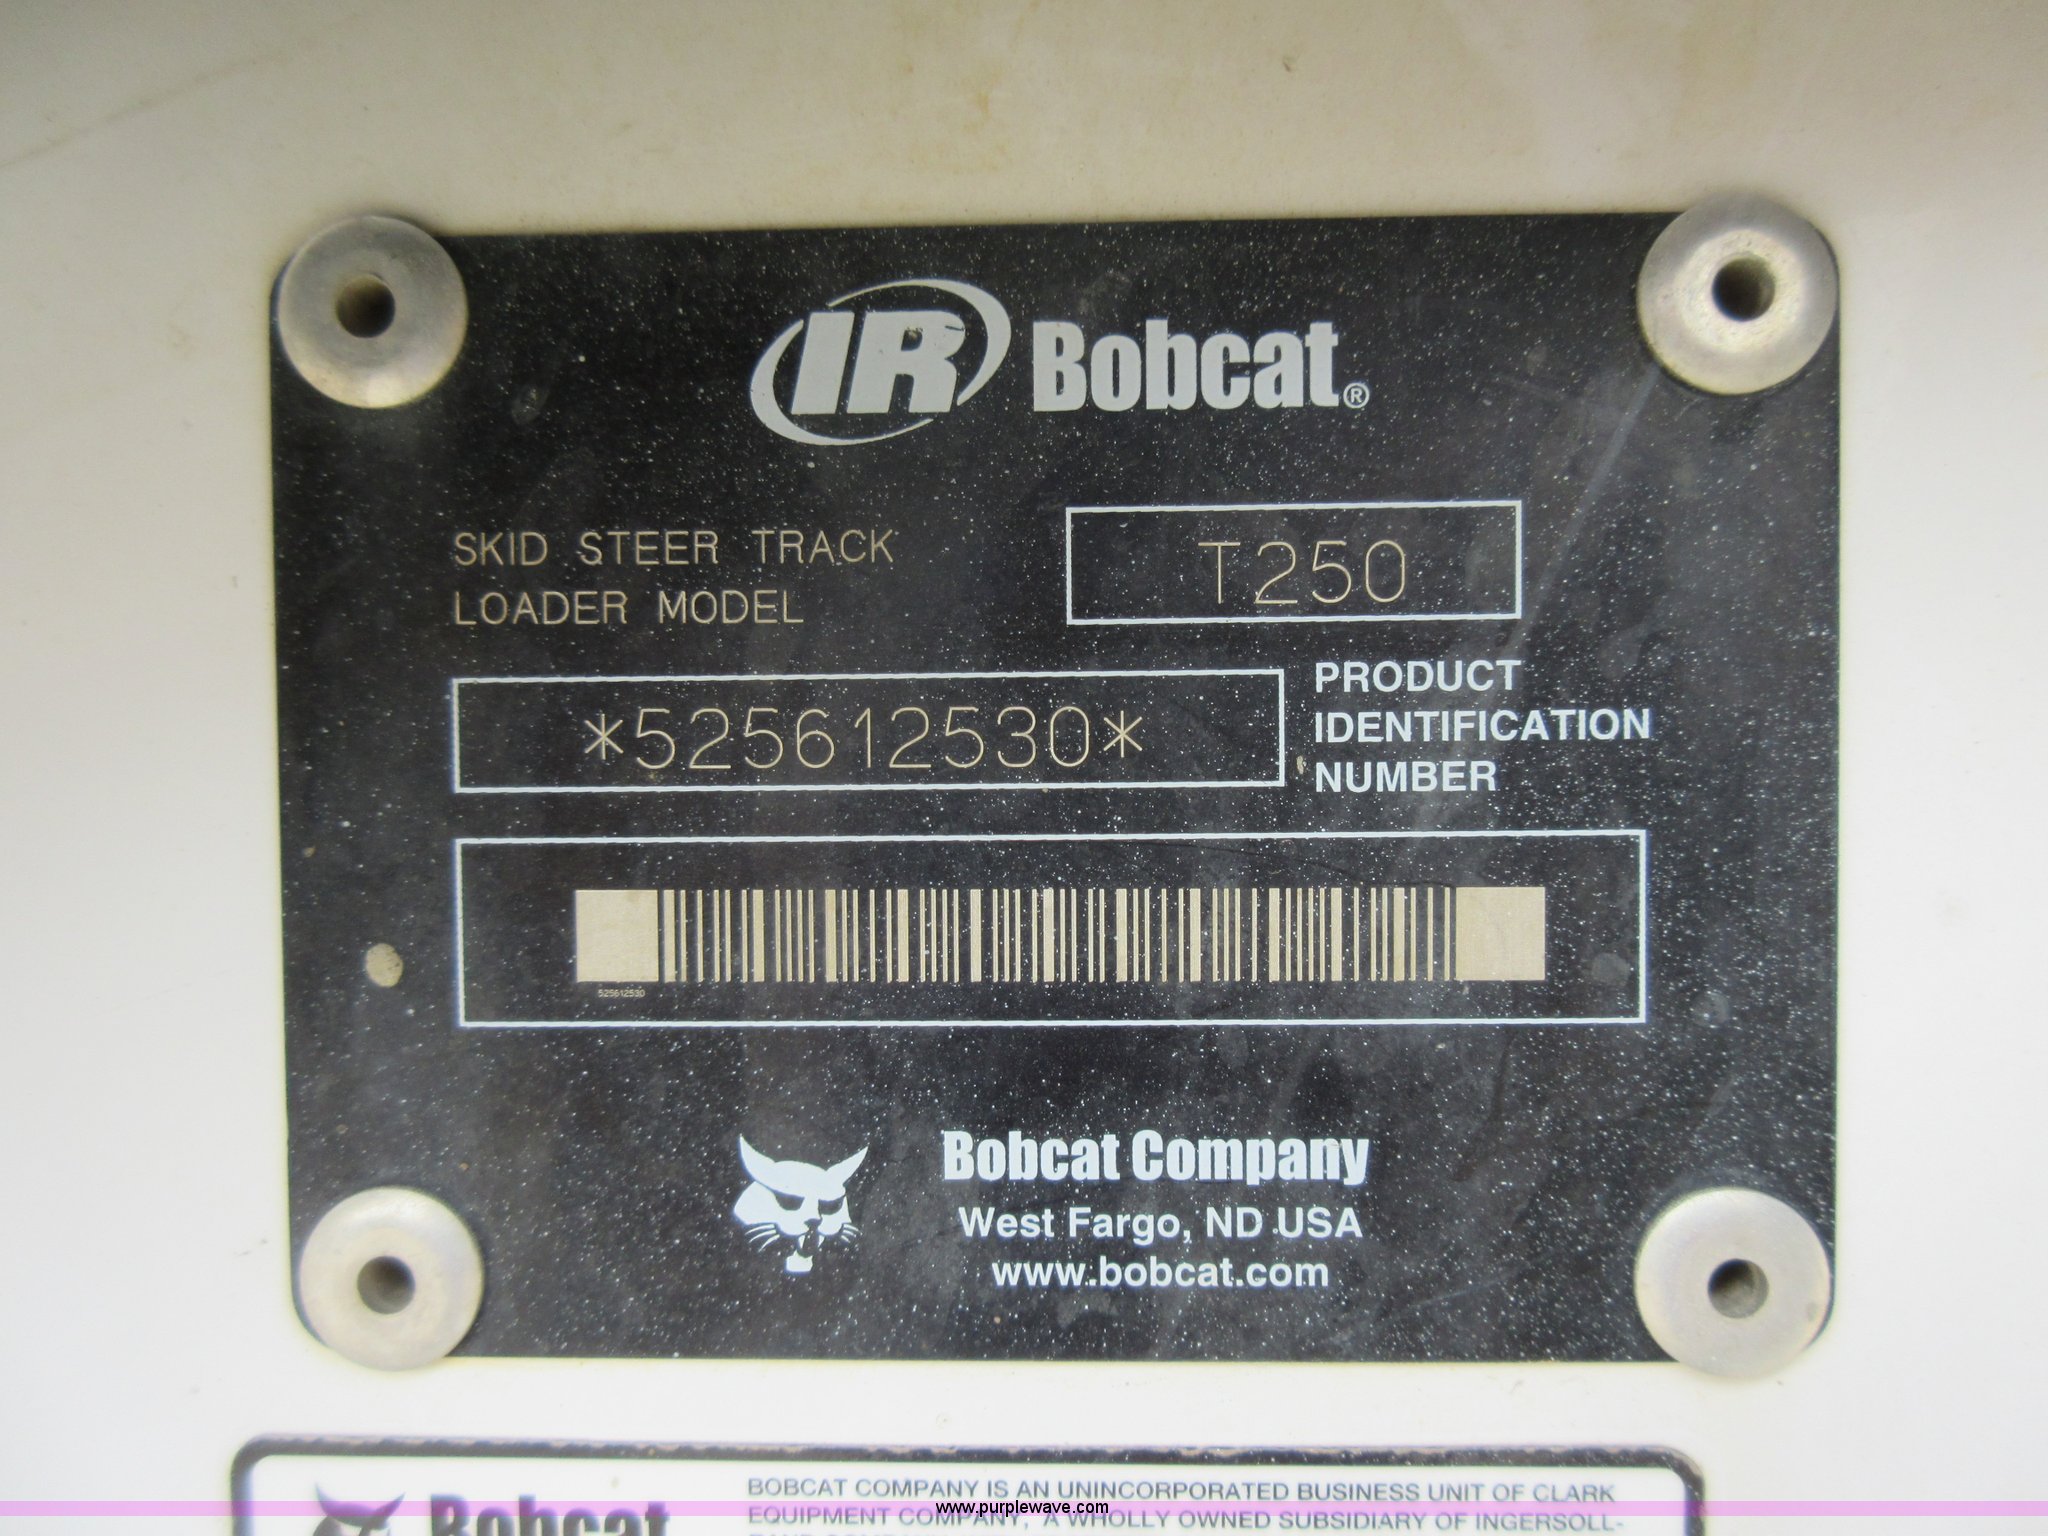 IR Bobcat®
SKID STEER TRACK
LOADER MODEL
T250
*525612530*
PRODUCT
IDENTIFICATION
NUMBER
525612530
Bobcat Company
West Fargo, ND USA
www.bobcat.com
Bobcat
BOBCAT COMPANY IS AN UNINCORPORATED BUSINESS UNIT OF CLARK
EQUIPMENT COMPANY, A WHOLLY OWNED SUBSIDIARY OF INGERSOLL-
www.purplewave.com